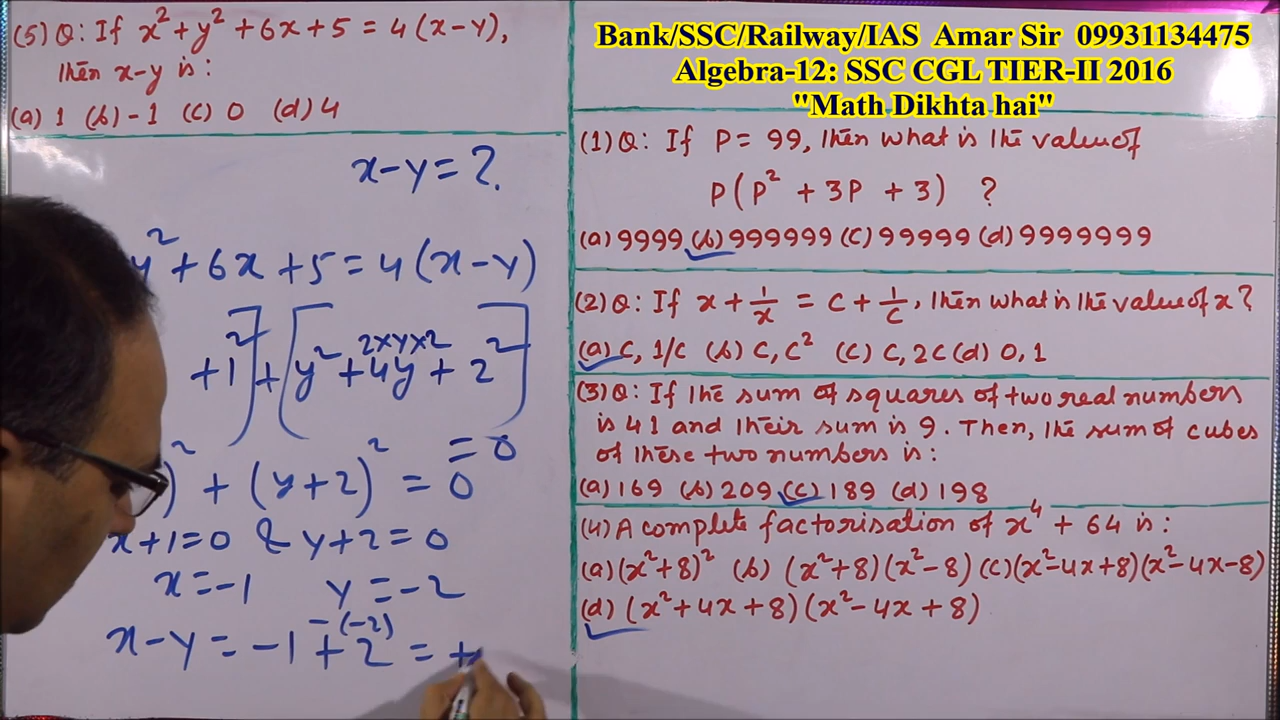 (5) Q: If x² + y² + 6x + 5 = 4(x-y),
then x-y is:
(a) 1 (b) -1 (c) 0 (d) 4
x-y = ?
y² + 6x + 5 = 4(x-y)
+1²] + [y² + 4y + 2²]
2×y×2
= 0
)² + (y+2)² = 0
x+1=0 & y+2=0
x=-1 y=-2
-(-2)
x-y = -1 + 2 = +
Bank/SSC/Railway/IAS Amar Sir 09931134475
Algebra-12: SSC CGL TIER-II 2016
"Math Dikhta hai"
(1) Q: If P = 99, then what is the value of
P(P² + 3P + 3) ?
(a) 9999 (b) 999999 (c) 99999 (d) 9999999
(2) Q: If x + 1/x = c + 1/c, then what is the value of x?
(a) c, 1/c (b) c, c² (c) c, 2c (d) 0, 1
(3) Q: If the sum of squares of two real numbers
is 41 and their sum is 9. Then, the sum of cubes
of these two numbers is:
(a) 169 (b) 209 (c) 189 (d) 198
(4) A complete factorisation of x⁴ + 64 is:
(a) (x²+8)² (b) (x²+8)(x²-8) (c) (x²-4x+8)(x²-4x-8)
(d) (x²+4x+8)(x²-4x+8)